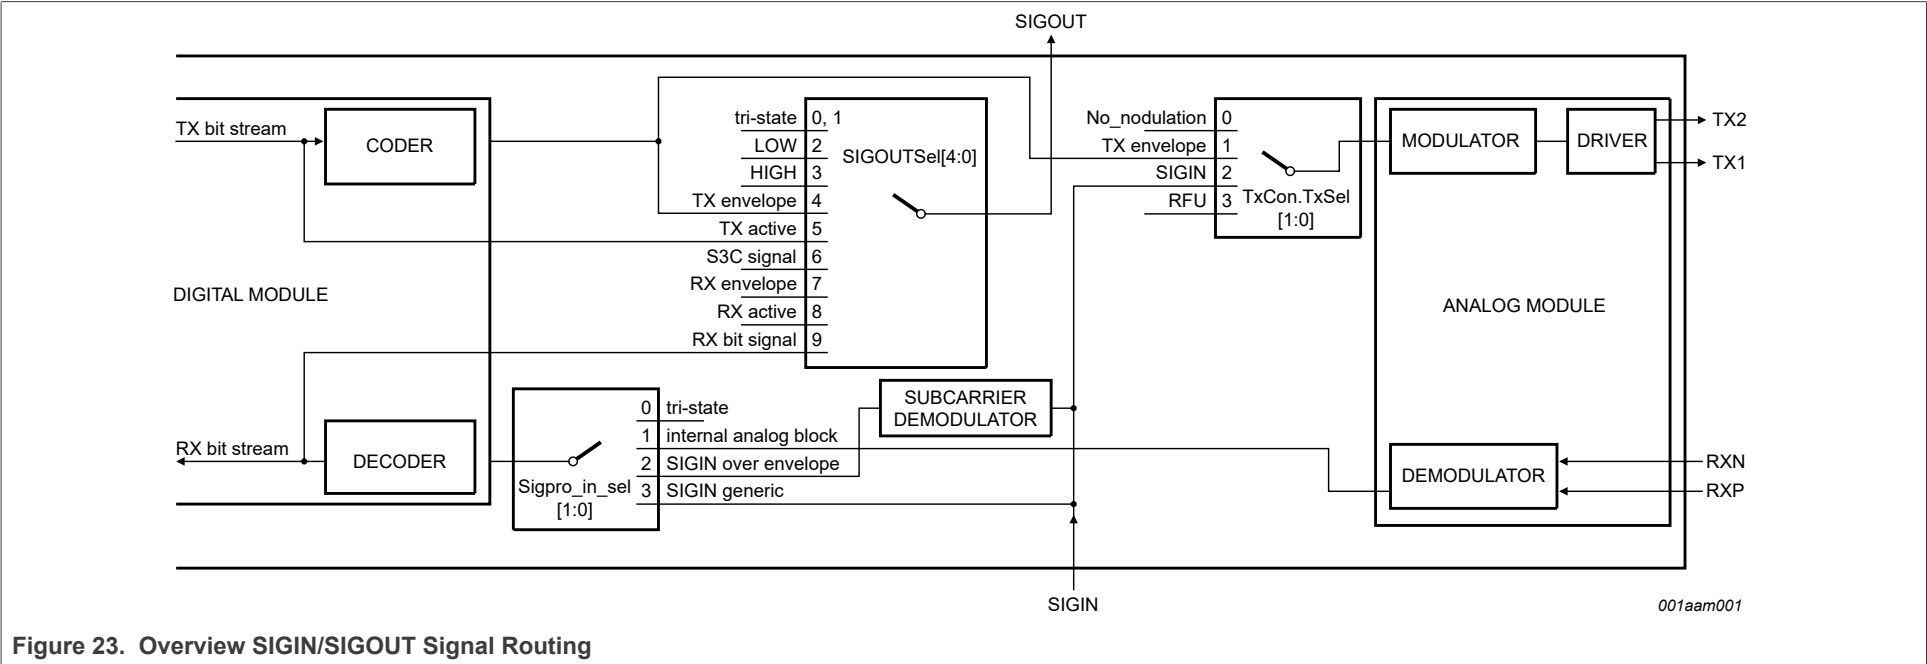 SIGOUT
TX bit stream
CODER
tri-state 0, 1
LOW 2
HIGH 3
TX envelope 4
TX active 5
S3C signal 6
RX envelope 7
RX active 8
RX bit signal 9
SIGOUTSel[4:0]
No_nodulation 0
TX envelope 1
SIGIN 2
RFU 3
TxCon.TxSel
[1:0]
MODULATOR
DRIVER
TX2
TX1
DIGITAL MODULE
ANALOG MODULE
RX bit stream
DECODER
Sigpro_in_sel
[1:0]
0 tri-state
1 internal analog block
2 SIGIN over envelope
3 SIGIN generic
SUBCARRIER
DEMODULATOR
DEMODULATOR
RXN
RXP
SIGIN
001aam001
Figure 23. Overview SIGIN/SIGOUT Signal Routing